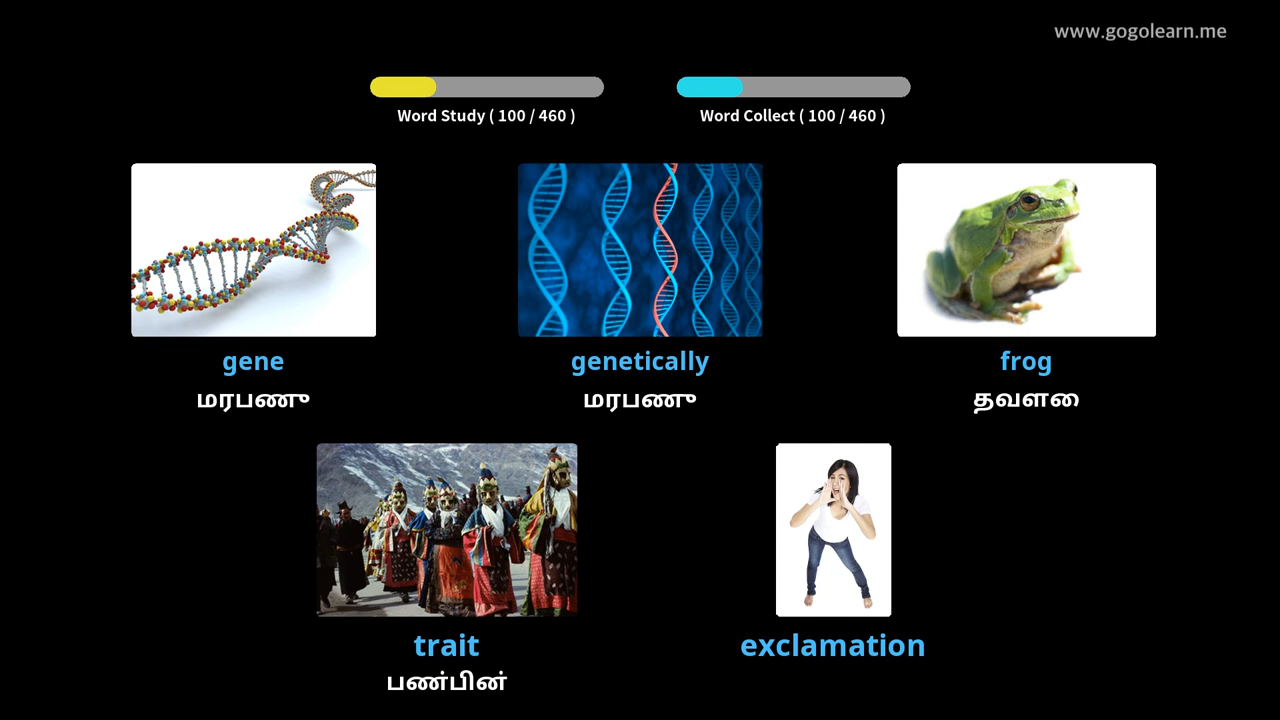 www.gogolearn.me
Word Study ( 100 / 460 )
Word Collect ( 100 / 460 )
gene
genetically
frog
மரபணு
மரபணு
தவளை
trait
exclamation
பண்பின்